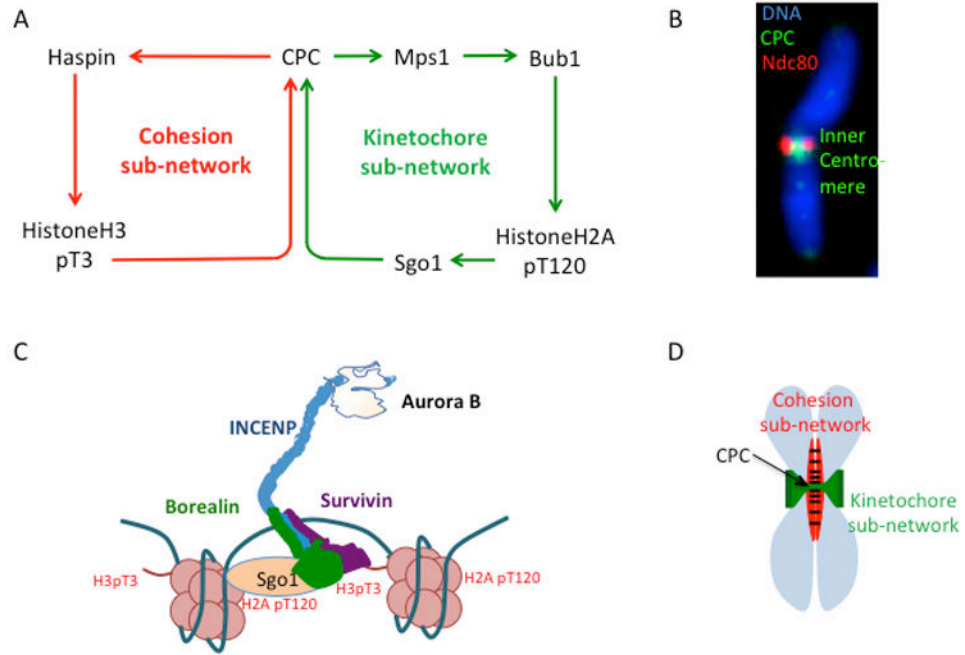 A
Haspin
CPC
Mps1
Bub1
Cohesion
sub-network
Kinetochore
sub-network
HistoneH3
pT3
Sgo1
HistoneH2A
pT120
B
DNA
CPC
Ndc80
Inner
Centro-
mere
C
Aurora B
INCENP
Borealin
Survivin
H3pT3
Sgo1
H2A pT120
H3pT3
H2A pT120
D
Cohesion
sub-network
CPC
Kinetochore
sub-network